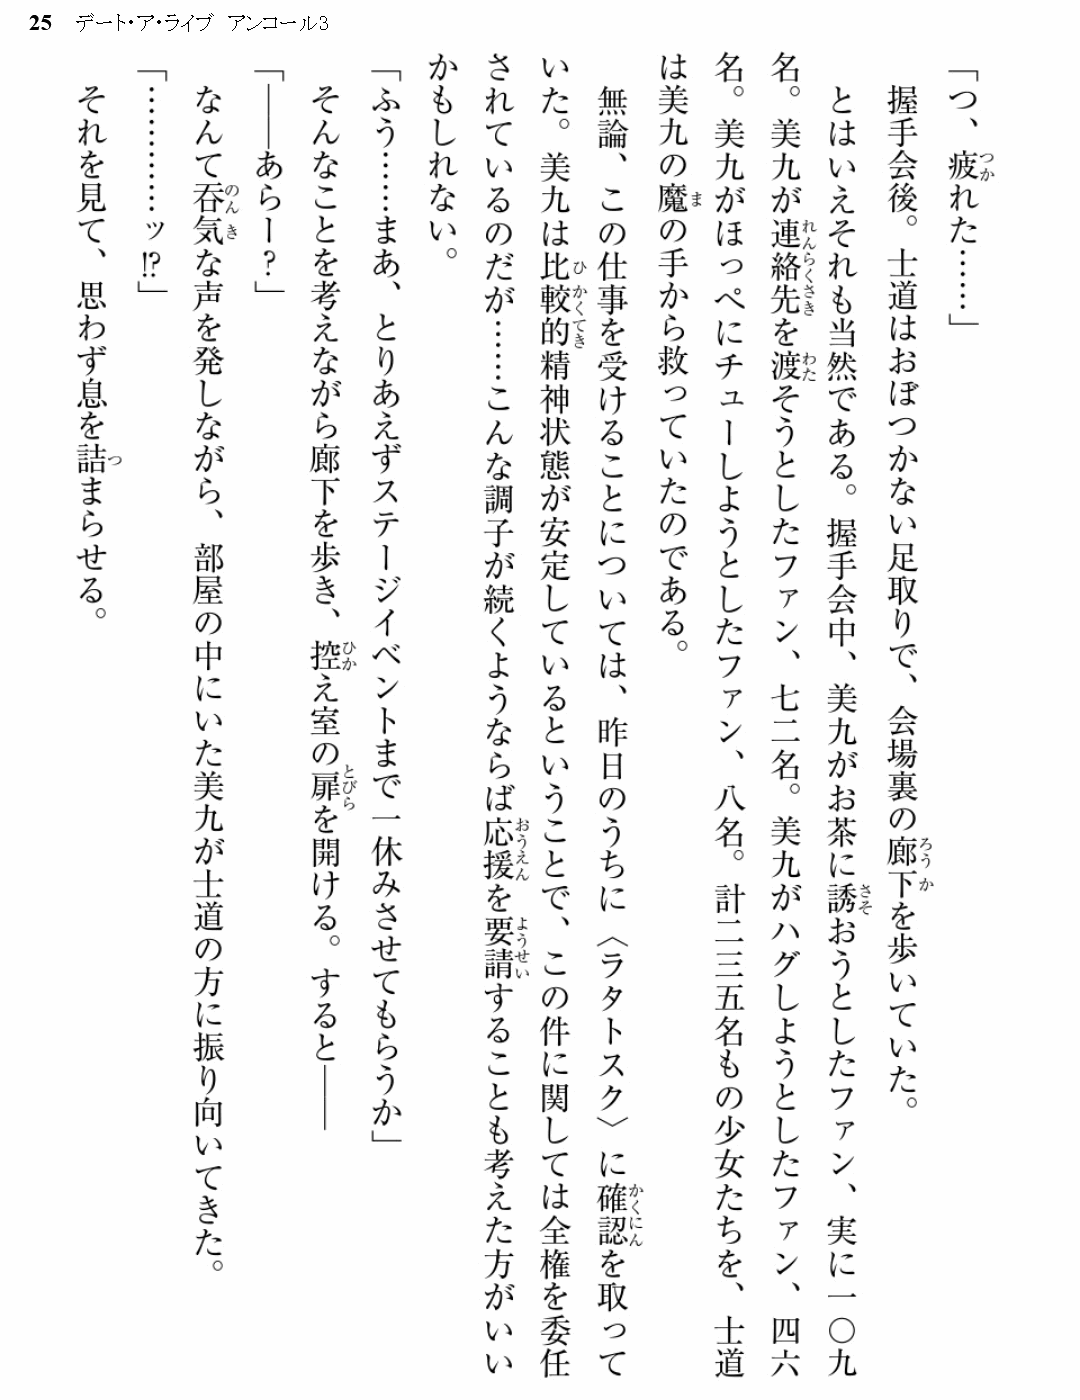 25 デート・ア・ライブ アンコール3
「つ、疲れた……」
握手会後。士道はおぼつかない足取りで、会場裏の廊下を歩いていた。
とはいえそれも当然である。握手会中、美九がお茶に誘おうとしたファン、実に一〇九
名。美九が連絡先を渡そうとしたファン、七二名。美九がハグしようとしたファン、四六
名。美九がほっぺにチューしようとしたファン、八名。計二三五名もの少女たちを、士道
は美九の魔の手から救っていたのである。
無論、この仕事を受けることについては、昨日のうちに〈ラタトスク〉に確認を取って
いた。美九は比較的精神状態が安定しているということで、この件に関しては全権を委任
されているのだが……こんな調子が続くようならば応援を要請することも考えた方がいい
かもしれない。
「ふう……まあ、とりあえずステージイベントまで一休みさせてもらうか」
そんなことを考えながら廊下を歩き、控え室の扉を開ける。すると――
「――あらー?」
なんて呑気な声を発しながら、部屋の中にいた美九が士道の方に振り向いてきた。
「…………ッ!?」
それを見て、思わず息を詰まらせる。